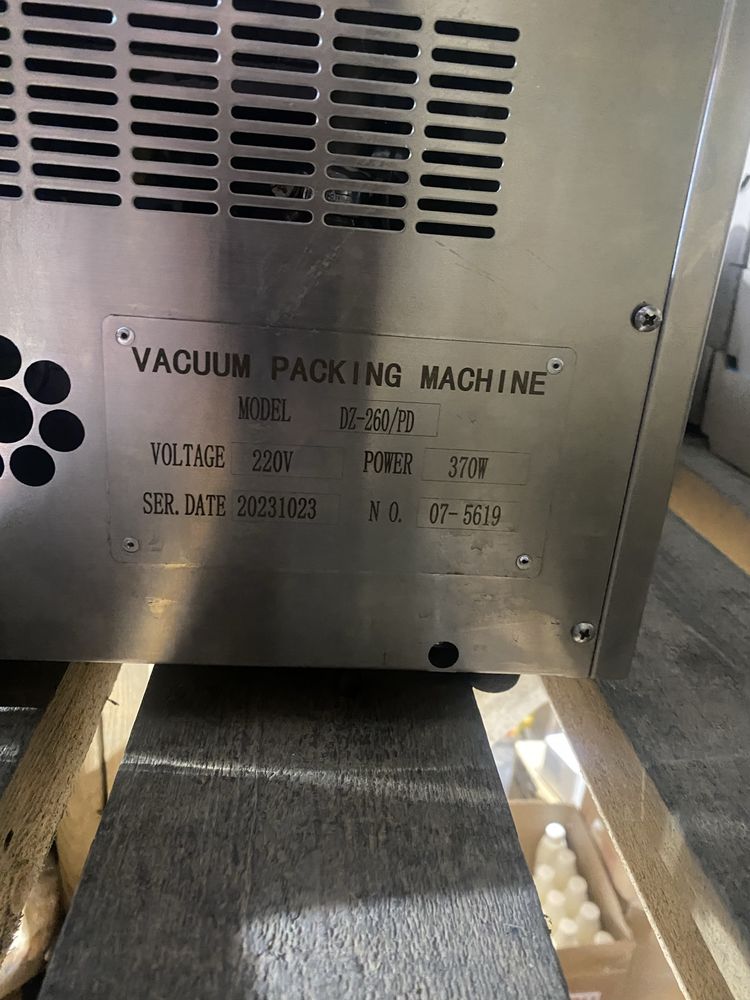 VACUUM PACKING MACHINE
MODEL DZ-260/PD
VOLTAGE 220V POWER 370W
SER. DATE 20231023 N O. 07-5619